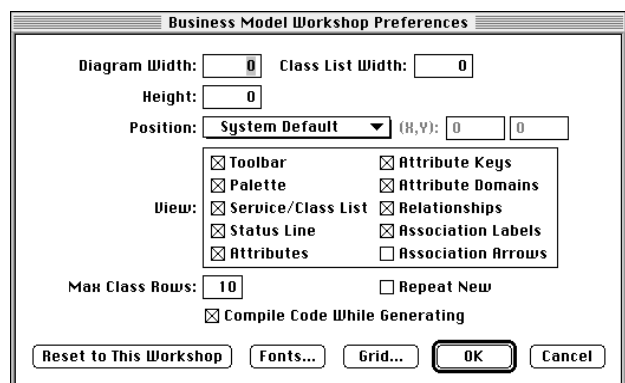 Business Model Workshop Preferences
Diagram Width: 0 Class List Width: 0
Height: 0
Position: System Default (X,Y): 0 0
View:
Toolbar Attribute Keys
Palette Attribute Domains
Service/Class List Relationships
Status Line Association Labels
Attributes Association Arrows
Max Class Rows: 10 Repeat New
Compile Code While Generating
Reset to This Workshop Fonts... Grid... OK Cancel